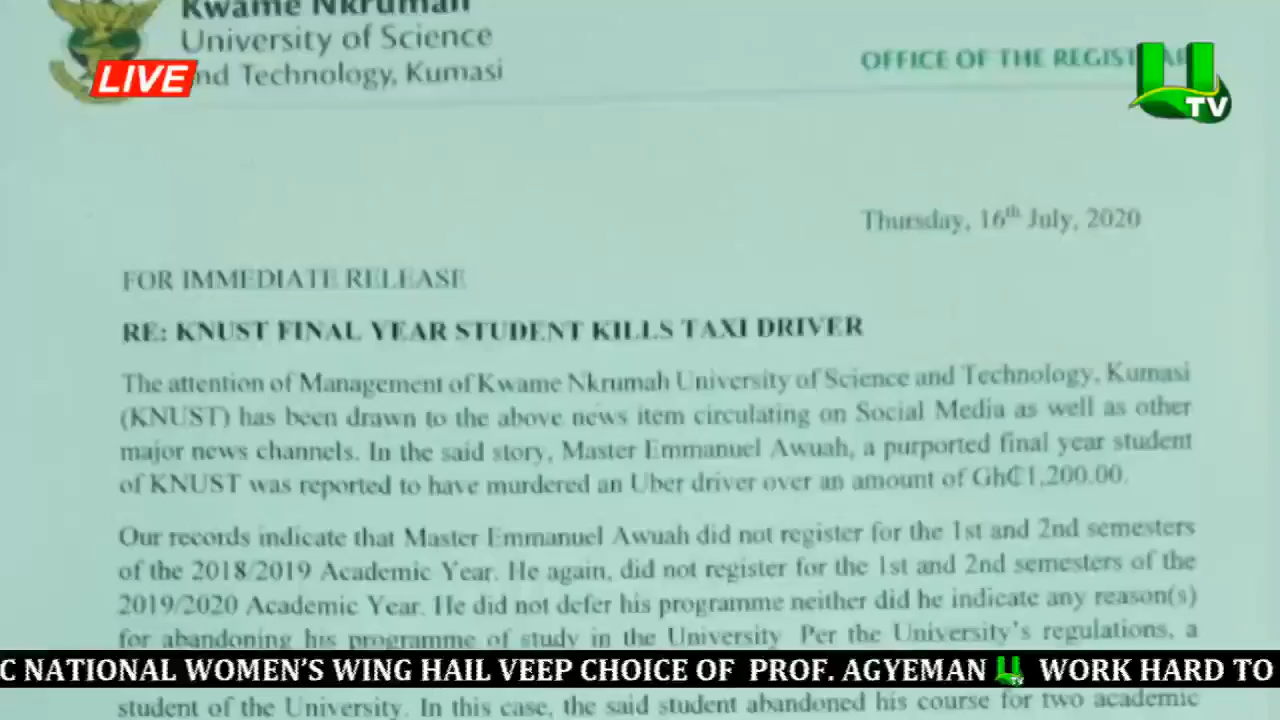 Kwame Nkrumah
University of Science
and Technology, Kumasi
LIVE
OFFICE OF THE REGISTRAR
UTV
Thursday, 16th July, 2020
FOR IMMEDIATE RELEASE
RE: KNUST FINAL YEAR STUDENT KILLS TAXI DRIVER
The attention of Management of Kwame Nkrumah University of Science and Technology, Kumasi
(KNUST) has been drawn to the above news item circulating on Social Media as well as other
major news channels. In the said story, Master Emmanuel Awuah, a purported final year student
of KNUST was reported to have murdered an Uber driver over an amount of Gh₵1,200.00.
Our records indicate that Master Emmanuel Awuah did not register for the 1st and 2nd semesters
of the 2018/2019 Academic Year. He again, did not register for the 1st and 2nd semesters of the
2019/2020 Academic Year. He did not defer his programme neither did he indicate any reason(s)
for abandoning his programme of study in the University Per the University's regulations, a
C NATIONAL WOMEN'S WING HAIL VEEP CHOICE OF PROF. AGYEMAN UTV WORK HARD TO
student of the University. In this case, the said student abandoned his course for two academic